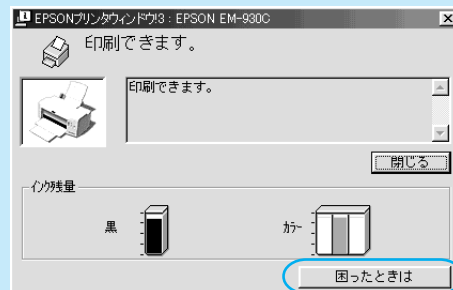 EPSONプリンタウィンドウ!3 : EPSON EM-930C
印刷できます。
印刷できます。
閉じる
インク残量
黒
カラー
困ったときは